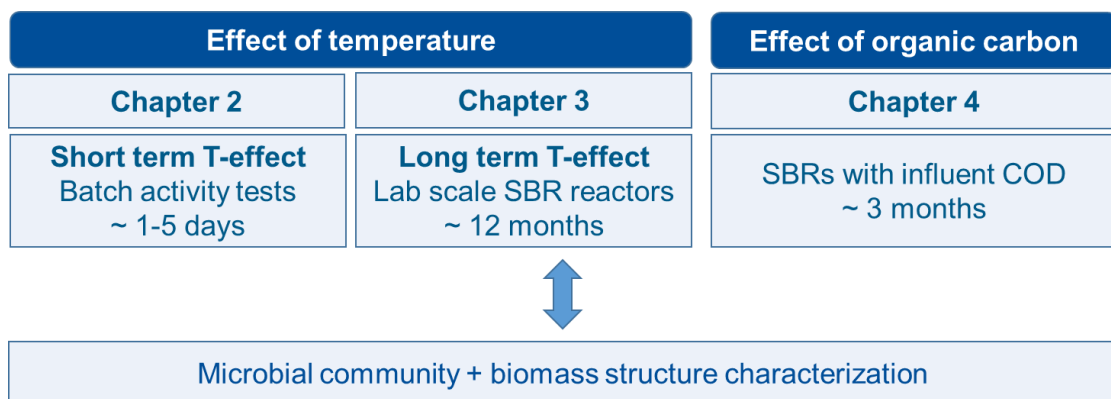 Effect of temperature
Effect of organic carbon
Chapter 2
Chapter 3
Chapter 4
Short term T-effect
Batch activity tests
~ 1-5 days
Long term T-effect
Lab scale SBR reactors
~ 12 months
SBRs with influent COD
~ 3 months
Microbial community + biomass structure characterization